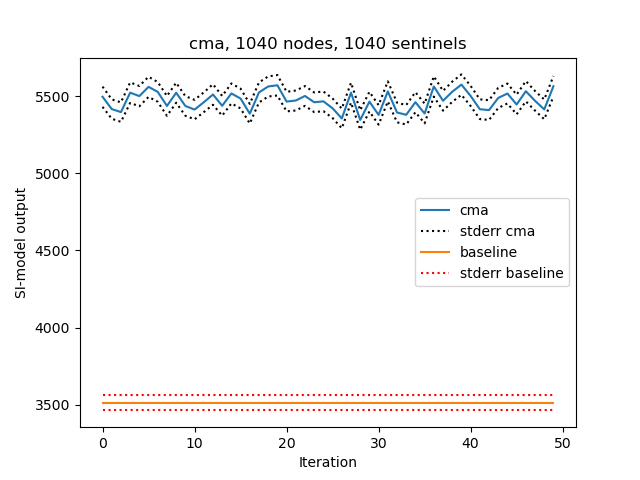 cma, 1040 nodes, 1040 sentinels
5500
5000
4500
4000
3500
SI-model output
cma
stderr cma
baseline
stderr baseline
0 10 20 30 40 50
Iteration